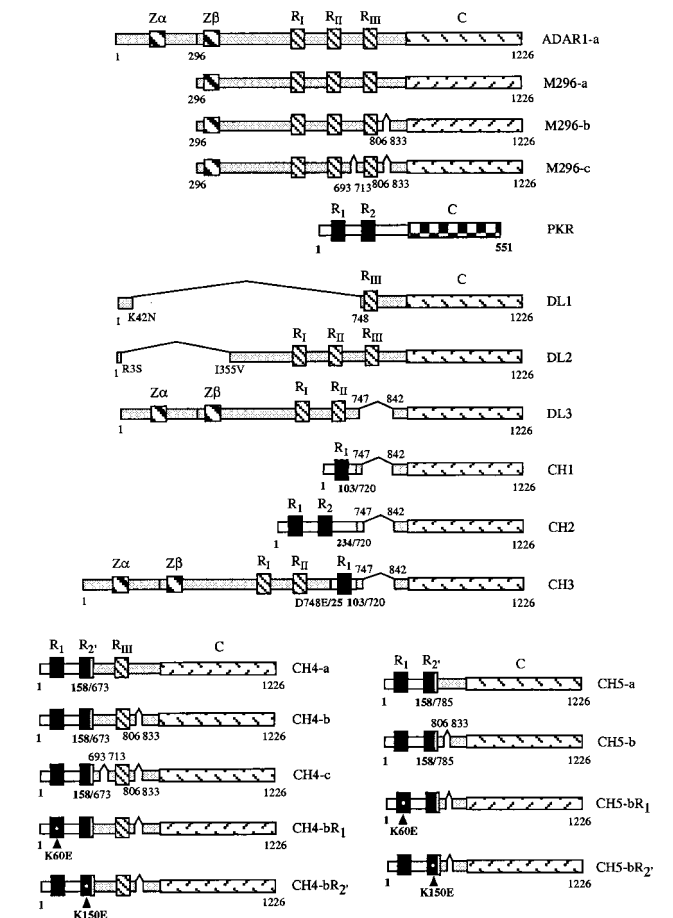 Zα Zβ RI RII RIII C
ADAR1-a
1 296 1226
M296-a
296 1226
M296-b
296 806 833 1226
M296-c
296 693 713 806 833 1226
R1 R2 C
PKR
1 551
RIII C
DL1
1 K42N 748 1226
RI RII RIII
DL2
1 R3S I355V 1226
Zα Zβ RI RII 747 842
DL3
1 1226
R1 747 842
CH1
1 103/720 1226
R1 R2 747 842
CH2
1 234/720 1226
Zα Zβ RI RII R1 747 842
CH3
1 D748E/25 103/720 1226
R1 R2' RIII C
CH4-a
1 158/673 1226
CH4-b
1 158/673 806 833 1226
693 713
CH4-c
1 158/673 806 833 1226
CH4-bR1
1 1226
K60E
CH4-bR2'
1 1226
K150E
R1 R2' C
CH5-a
1 158/785 1226
806 833
CH5-b
1 158/785 1226
CH5-bR1
1 1226
K60E
CH5-bR2'
1 1226
K150E